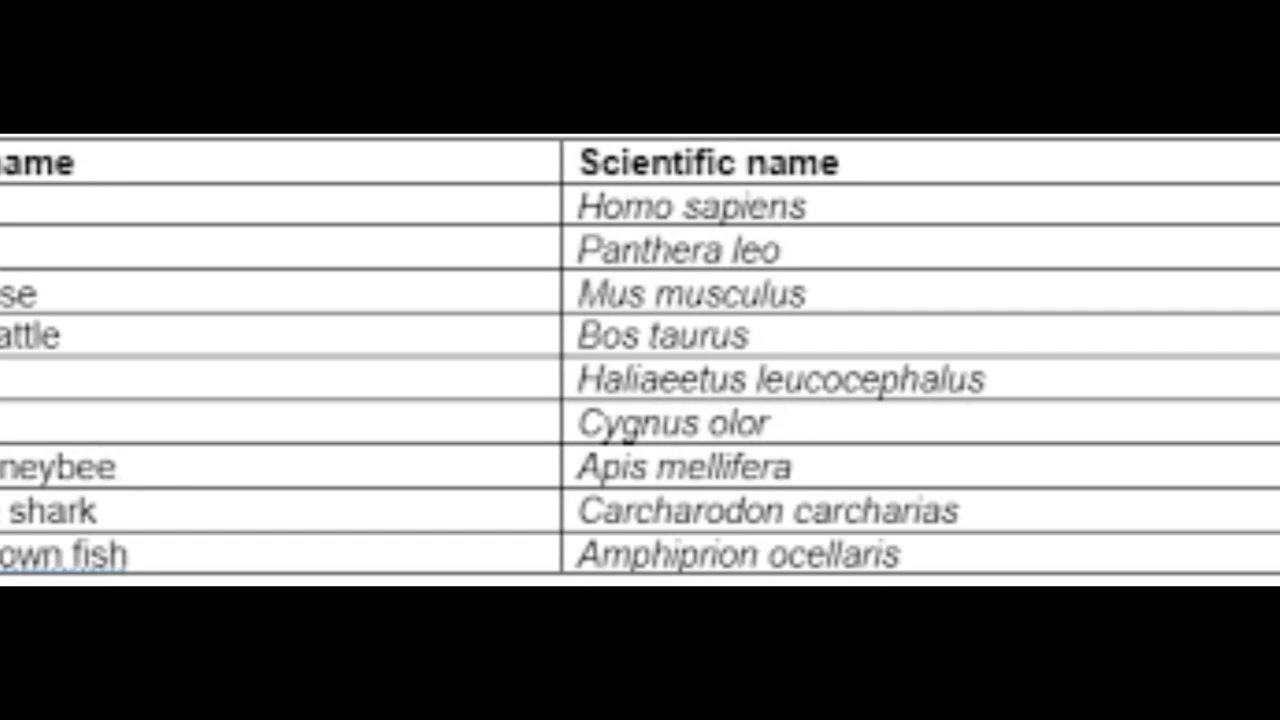 name Scientific name
Homo sapiens
Panthera leo
se Mus musculus
attle Bos taurus
Haliaeetus leucocephalus
Cygnus olor
neybee Apis mellifera
shark Carcharodon carcharias
own fish Amphiprion ocellaris